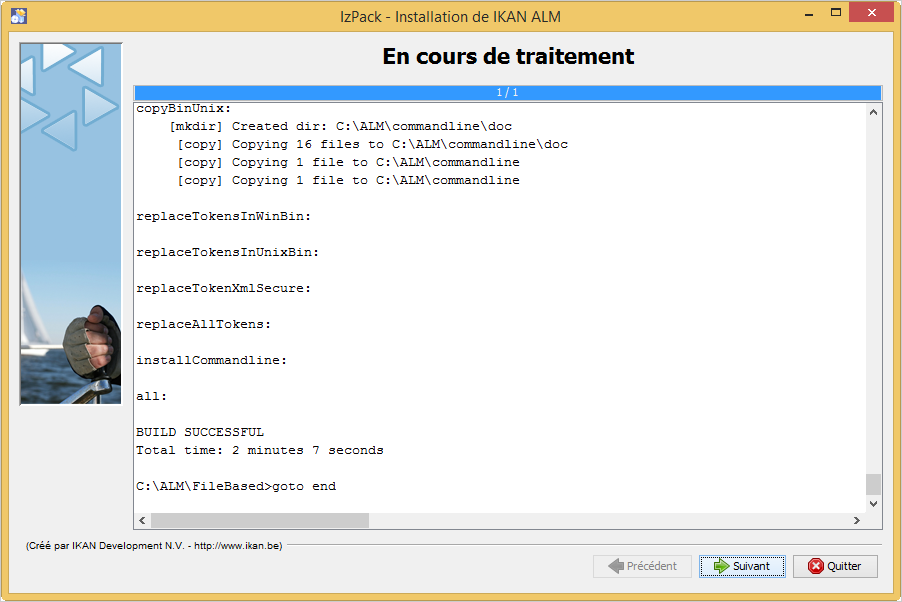 IzPack - Installation de IKAN ALM
En cours de traitement
1 / 1
copyBinUnix:
[mkdir] Created dir: C:\ALM\commandline\doc
[copy] Copying 16 files to C:\ALM\commandline\doc
[copy] Copying 1 file to C:\ALM\commandline
[copy] Copying 1 file to C:\ALM\commandline
replaceTokensInWinBin:
replaceTokensInUnixBin:
replaceTokenXmlSecure:
replaceAllTokens:
installCommandline:
all:
BUILD SUCCESSFUL
Total time: 2 minutes 7 seconds
C:\ALM\FileBased>goto end
(Créé par IKAN Development N.V. - http://www.ikan.be)
Précédent
Suivant
Quitter